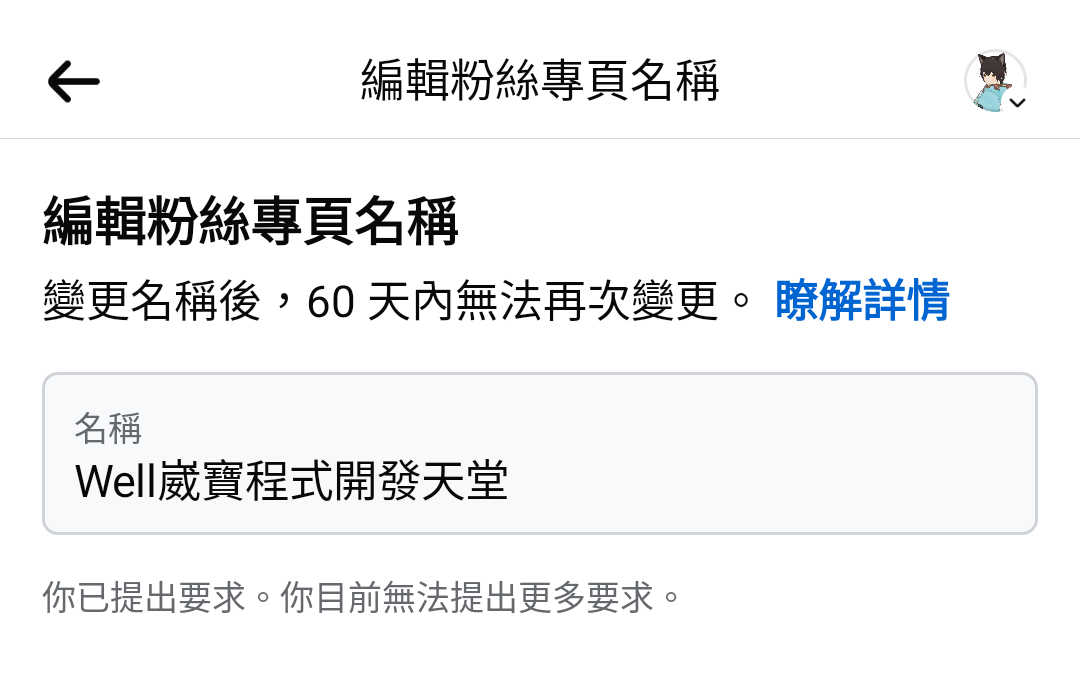 編輯粉絲專頁名稱
編輯粉絲專頁名稱
變更名稱後，60 天內無法再次變更。 瞭解詳情
名稱
Well崴寶程式開發天堂
你已提出要求。你目前無法提出更多要求。